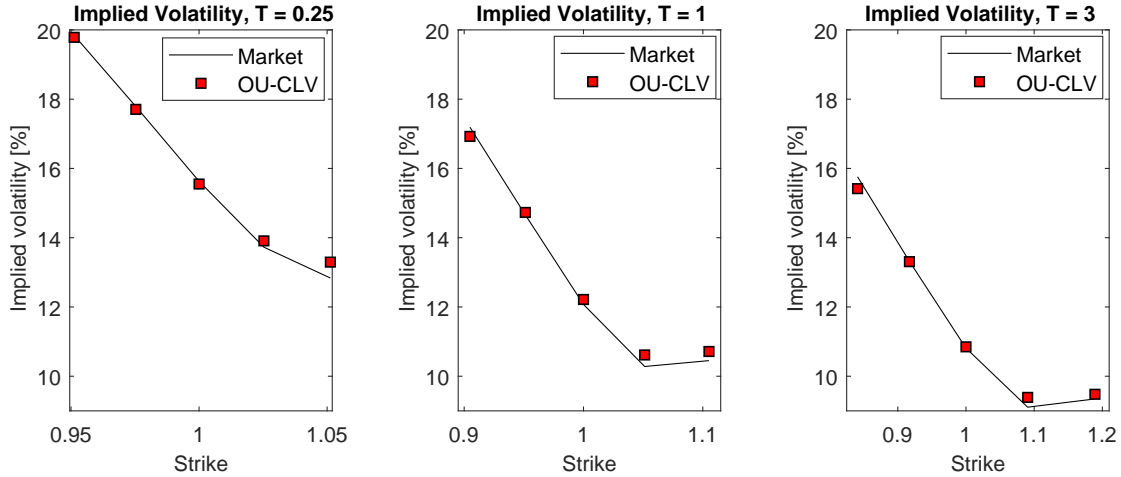 Implied Volatility, T = 0.25
Implied volatility [%]
20
18
16
14
12
10
0.95
1
1.05
Strike
Market
OU-CLV
Implied Volatility, T = 1
Implied volatility [%]
20
18
16
14
12
10
0.9
1
1.1
Strike
Market
OU-CLV
Implied Volatility, T = 3
Implied volatility [%]
20
18
16
14
12
10
0.9
1
1.1
1.2
Strike
Market
OU-CLV